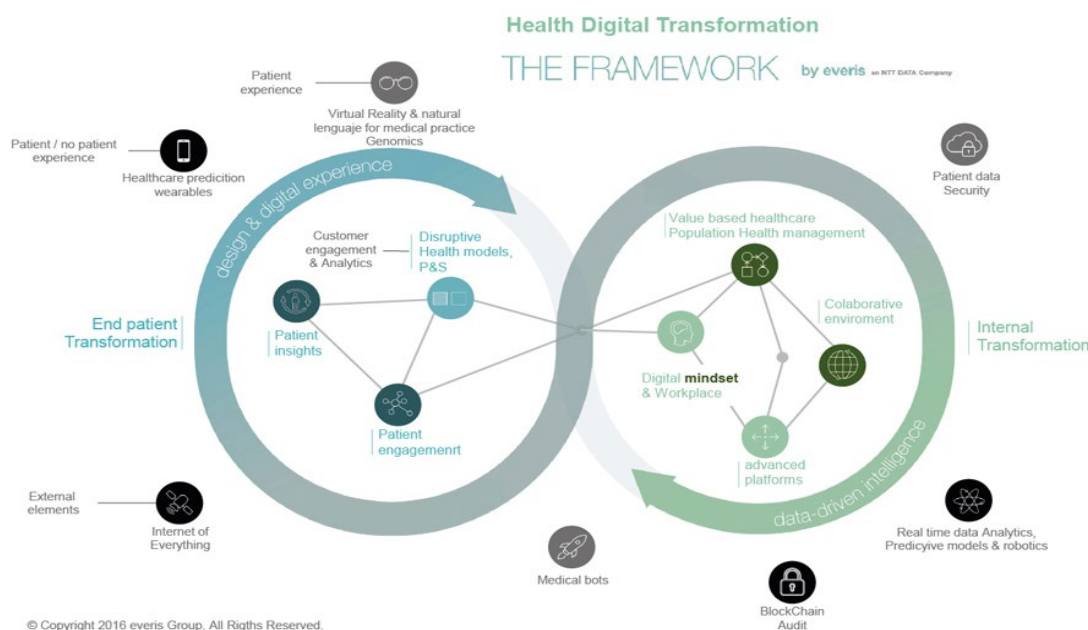 Health Digital Transformation
THE FRAMEWORK
by everis an NTT DATA Company
Patient
experience
Virtual Reality & natural
lenguaje for medical practice
Genomics
Patient / no patient
experience
Healthcare predicition
wearables
Patient data
Security
design & digital experience
Customer
engagement
& Analytics
Disruptive
Health models,
P&S
Value based healthcare
Population Health management
End patient
Transformation
Patient
insights
Patient
engagemenrt
Colaborative
enviroment
Internal
Transformation
Digital mindset
& Workplace
advanced
platforms
data-driven intelligence
External
elements
Internet of
Everything
Medical bots
Real time data Analytics,
Predicyive models & robotics
BlockChain
Audit
© Copyright 2016 everis Group. All Rigths Reserved.